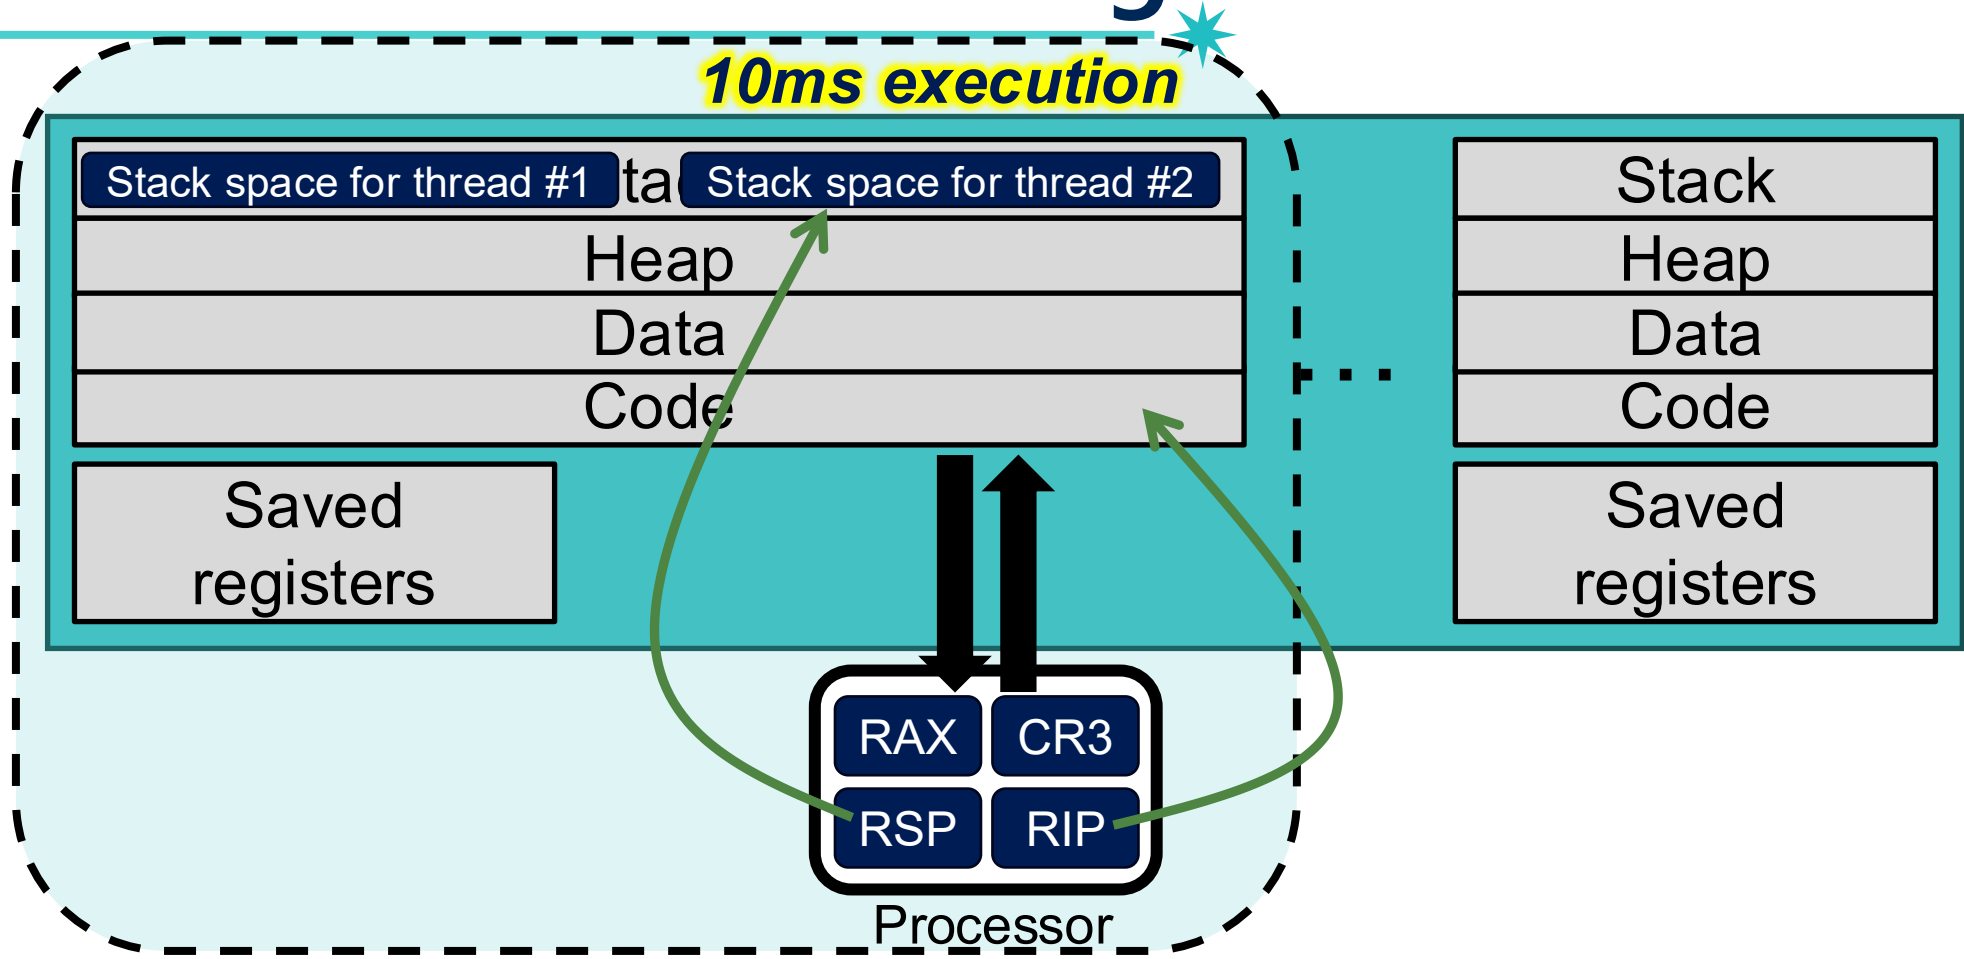 10ms execution
Stack space for thread #1 ta Stack space for thread #2
Heap
Data
Code
Saved
registers
...
Stack
Heap
Data
Code
Saved
registers
RAX CR3
RSP RIP
Processor